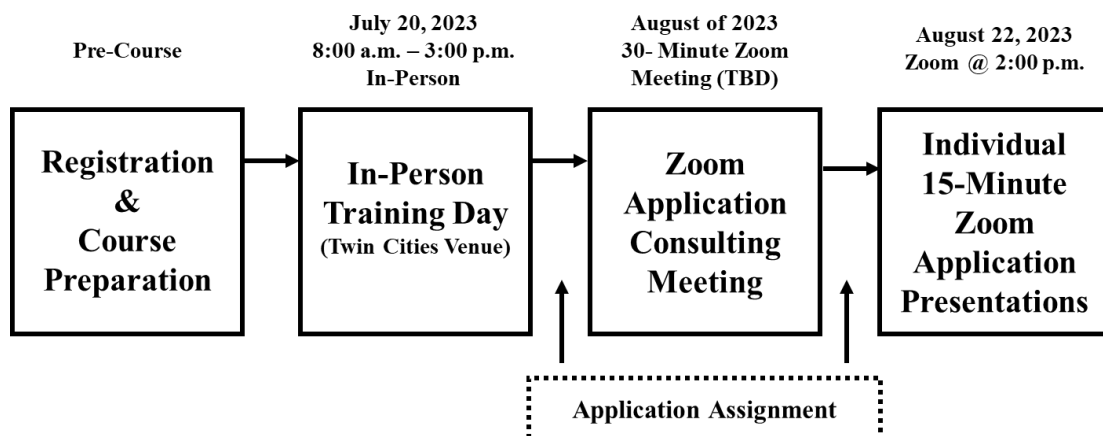 Pre-Course
July 20, 2023
8:00 a.m. – 3:00 p.m.
In-Person
August of 2023
30- Minute Zoom
Meeting (TBD)
August 22, 2023
Zoom @ 2:00 p.m.
Registration
&
Course
Preparation
In-Person
Training Day
(Twin Cities Venue)
Zoom
Application
Consulting
Meeting
Individual
15-Minute
Zoom
Application
Presentations
Application Assignment